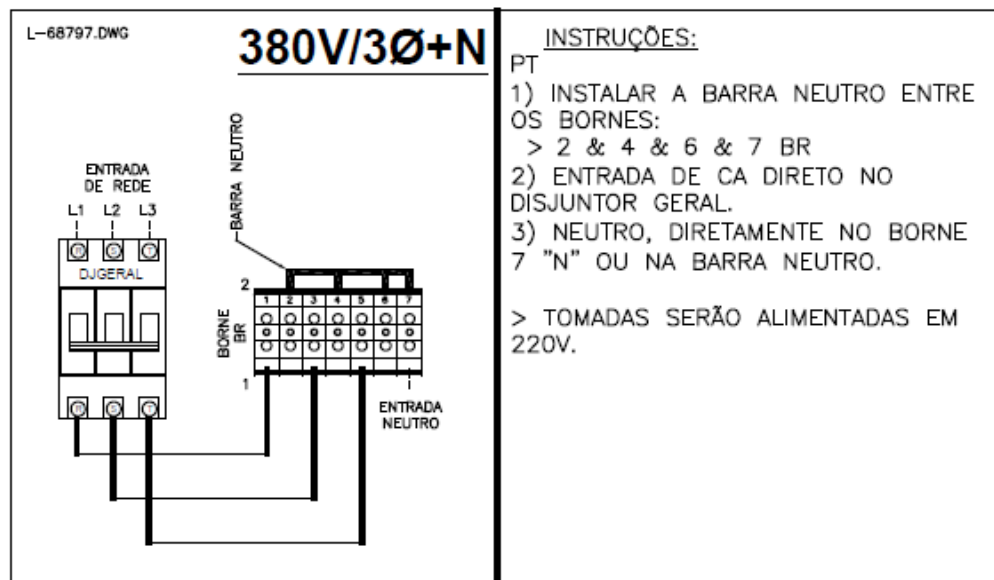 L-68797.DWG
380V/3Ø+N
ENTRADA
DE REDE
L1 L2 L3
R S T
DJGERAL
R S T
BARRA NEUTRO
2
1 2 3 4 5 6 7
BORNE
BR
1
ENTRADA
NEUTRO
INSTRUÇÕES:
PT
1) INSTALAR A BARRA NEUTRO ENTRE
OS BORNES:
> 2 & 4 & 6 & 7 BR
2) ENTRADA DE CA DIRETO NO
DISJUNTOR GERAL.
3) NEUTRO, DIRETAMENTE NO BORNE
7 "N" OU NA BARRA NEUTRO.
> TOMADAS SERÃO ALIMENTADAS EM
220V.